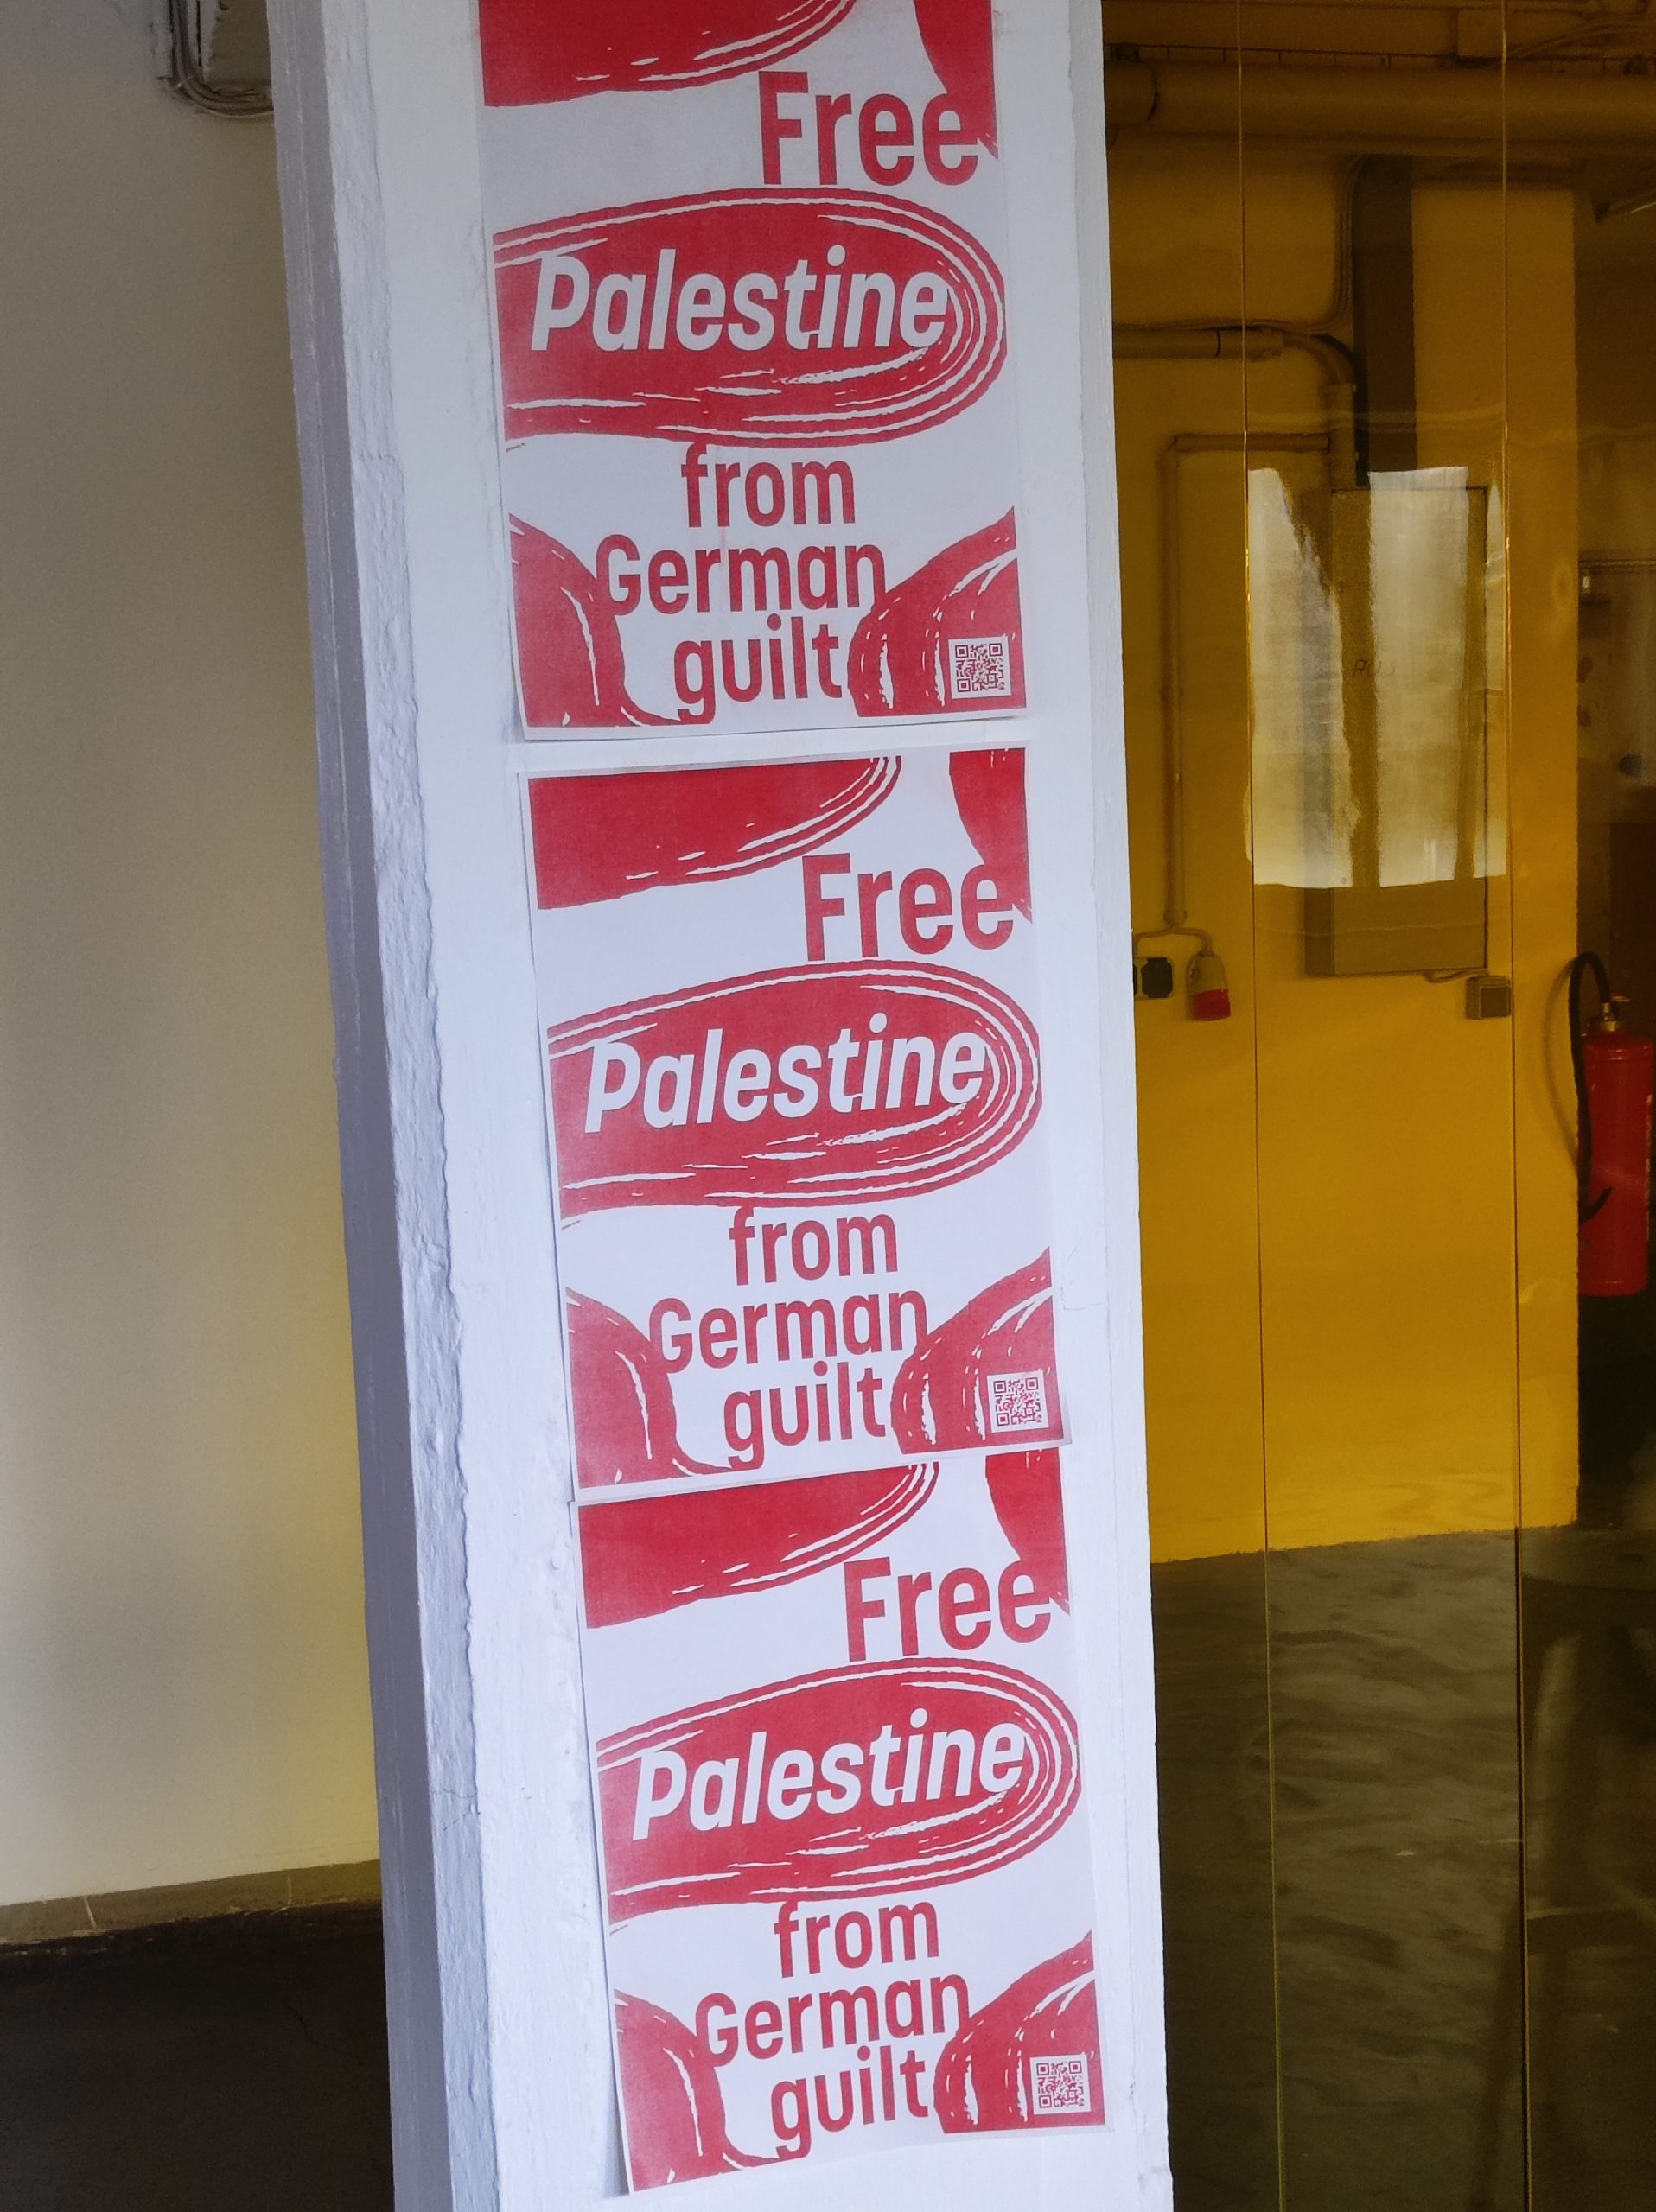 Free
Palestine
from
German
guilt
Free
Palestine
from
German
guilt
Free
Palestine
from
German
guilt